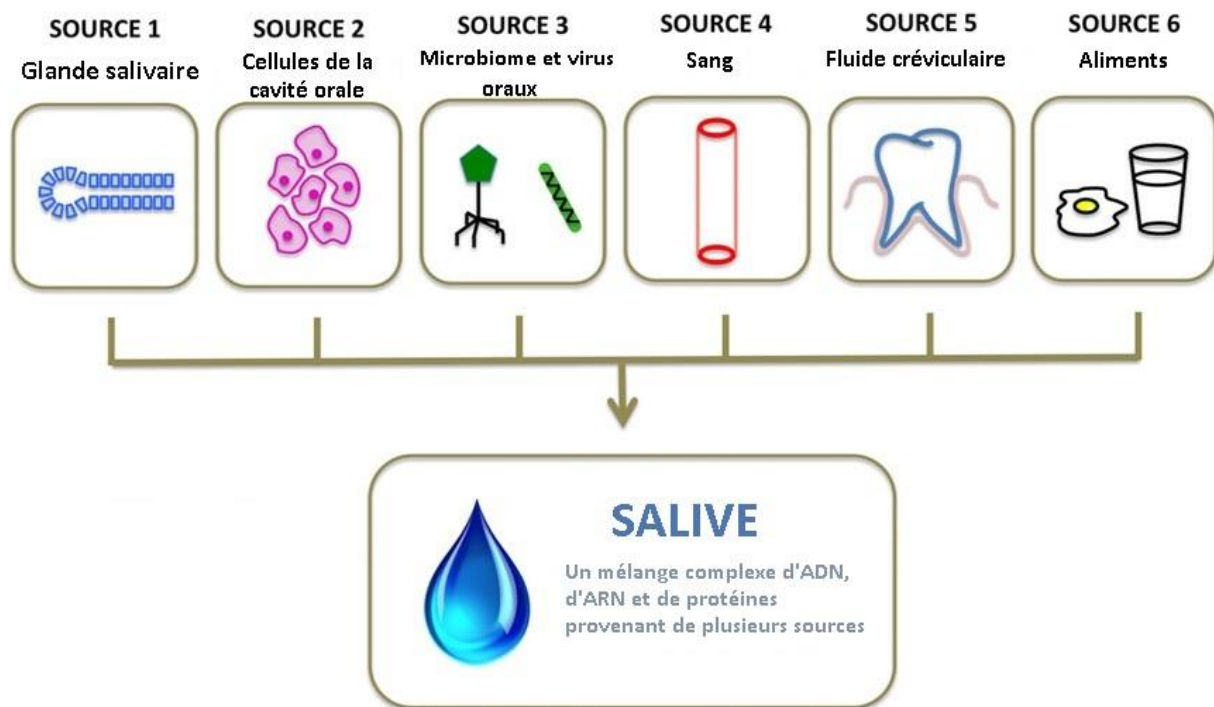 SOURCE 1
Glande salivaire
SOURCE 2
Cellules de la
cavité orale
SOURCE 3
Microbiome et virus
oraux
SOURCE 4
Sang
SOURCE 5
Fluide créviculaire
SOURCE 6
Aliments
SALIVE
Un mélange complexe d'ADN,
d'ARN et de protéines
provenant de plusieurs sources